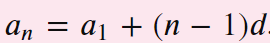 aₙ = a₁ + (n − 1)d.